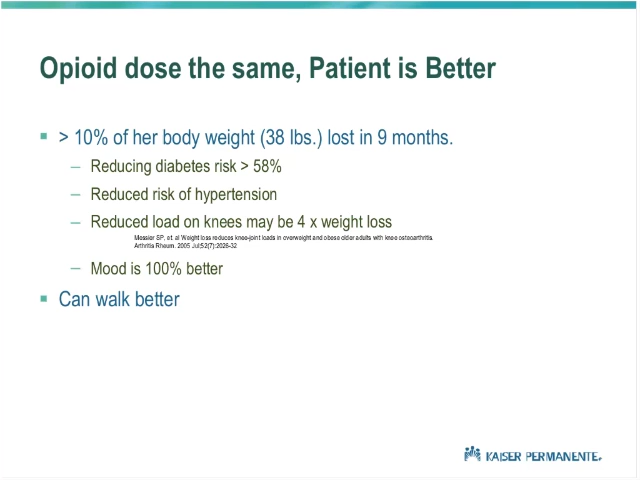 Opioid dose the same, Patient is Better
> 10% of her body weight (38 lbs.) lost in 9 months.
– Reducing diabetes risk > 58%
– Reduced risk of hypertension
– Reduced load on knees may be 4 x weight loss
Messier SP, et. al Weight loss reduces knee-joint loads in overweight and obese older adults with knee osteoarthritis.
Arthritis Rheum. 2005 Jul;52(7):2026-32
– Mood is 100% better
Can walk better
KAISER PERMANENTE.